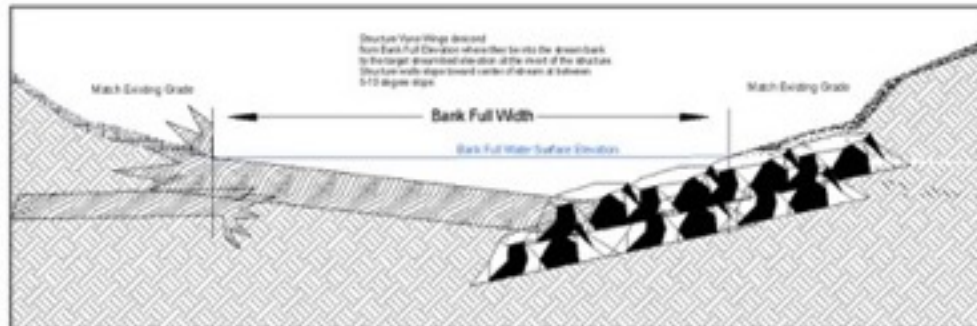 Structure Vane Wings descend
from Bank Full Elevation where they tie into the stream bank
to the target streambed elevation at the invert of the structure.
Structure walls slope toward center of stream at between
5-10 degree slope.
Match Existing Grade
Match Existing Grade
Bank Full Width
Bank Full Water Surface Elevation